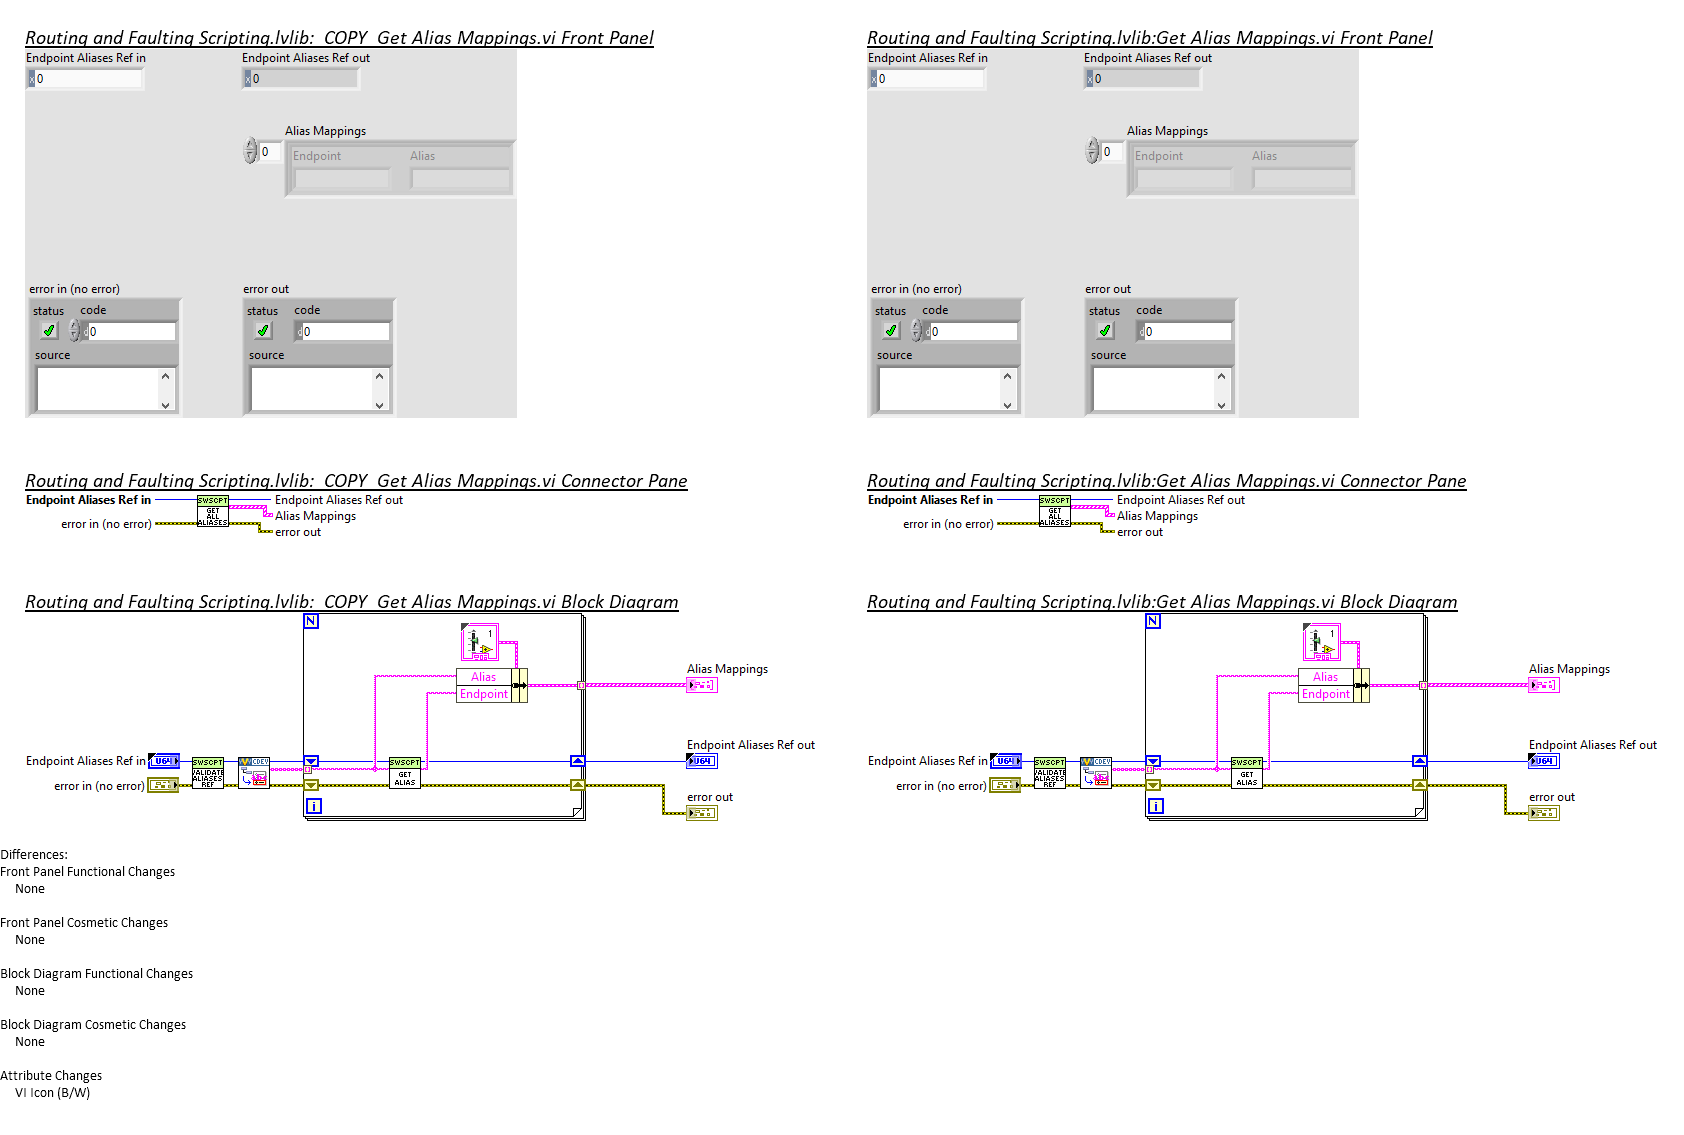 Routing and Faulting Scripting.lvlib:_COPY_Get Alias Mappings.vi Front Panel
Endpoint Aliases Ref in
Endpoint Aliases Ref out
x 0
x 0
Alias Mappings
0
Endpoint
Alias
error in (no error)
error out
status
code
status
code
d 0
d 0
source
source
Routing and Faulting Scripting.lvlib:Get Alias Mappings.vi Front Panel
Endpoint Aliases Ref in
Endpoint Aliases Ref out
x 0
x 0
Alias Mappings
0
Endpoint
Alias
error in (no error)
error out
status
code
status
code
d 0
d 0
source
source
Routing and Faulting Scripting.lvlib:_COPY_Get Alias Mappings.vi Connector Pane
Endpoint Aliases Ref in
SWSCPT
GET
ALL
ALIASES
Endpoint Aliases Ref out
Alias Mappings
error in (no error)
error out
Routing and Faulting Scripting.lvlib:Get Alias Mappings.vi Connector Pane
Endpoint Aliases Ref in
SWSCPT
GET
ALL
ALIASES
Endpoint Aliases Ref out
Alias Mappings
error in (no error)
error out
Routing and Faulting Scripting.lvlib:_COPY_Get Alias Mappings.vi Block Diagram
N
1
Alias
Endpoint
Alias Mappings
Endpoint Aliases Ref out
U64
Endpoint Aliases Ref in
U64
SWSCPT
VALIDATE
ALIASES
REF
CDEV
SWSCPT
GET
ALIAS
error in (no error)
i
error out
Routing and Faulting Scripting.lvlib:Get Alias Mappings.vi Block Diagram
N
1
Alias
Endpoint
Alias Mappings
Endpoint Aliases Ref out
U64
Endpoint Aliases Ref in
U64
SWSCPT
VALIDATE
ALIASES
REF
CDEV
SWSCPT
GET
ALIAS
error in (no error)
i
error out
Differences:
Front Panel Functional Changes
None
Front Panel Cosmetic Changes
None
Block Diagram Functional Changes
None
Block Diagram Cosmetic Changes
None
Attribute Changes
VI Icon (B/W)